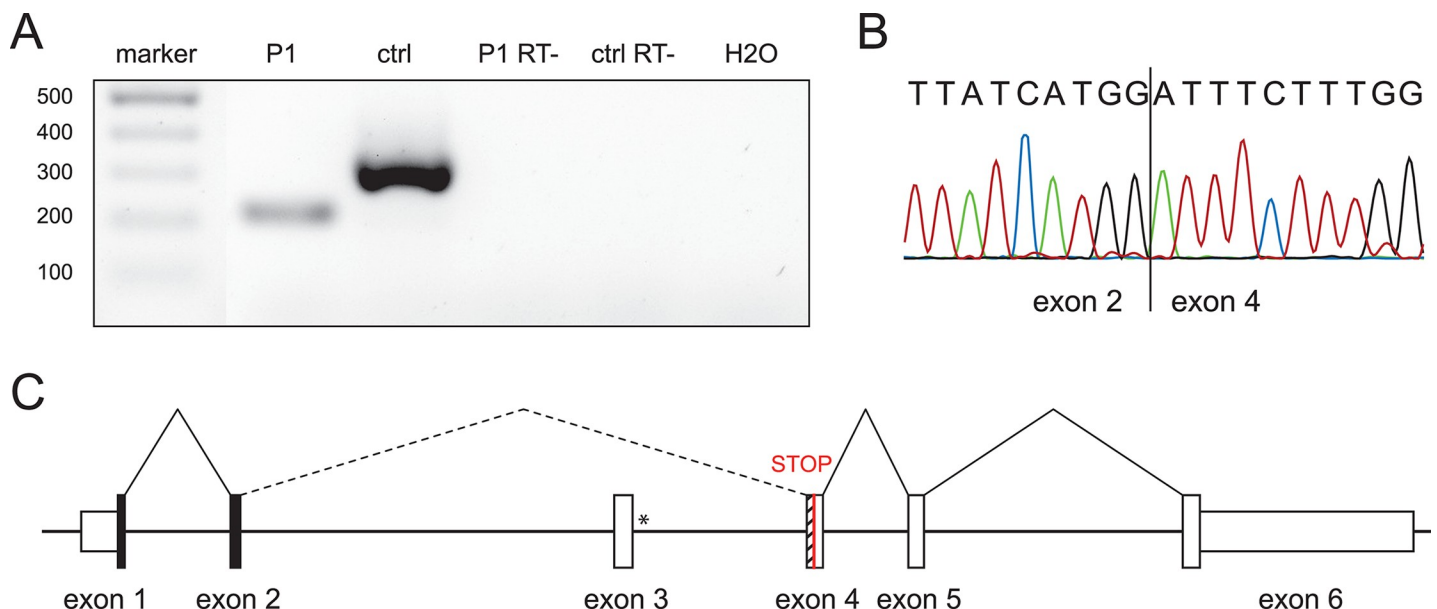 A
marker P1 ctrl P1 RT- ctrl RT- H2O
500
400
300
200
100
B
TTATCATGGATTTCTTTGG
exon 2 exon 4
C
STOP
*
exon 1 exon 2 exon 3 exon 4 exon 5 exon 6